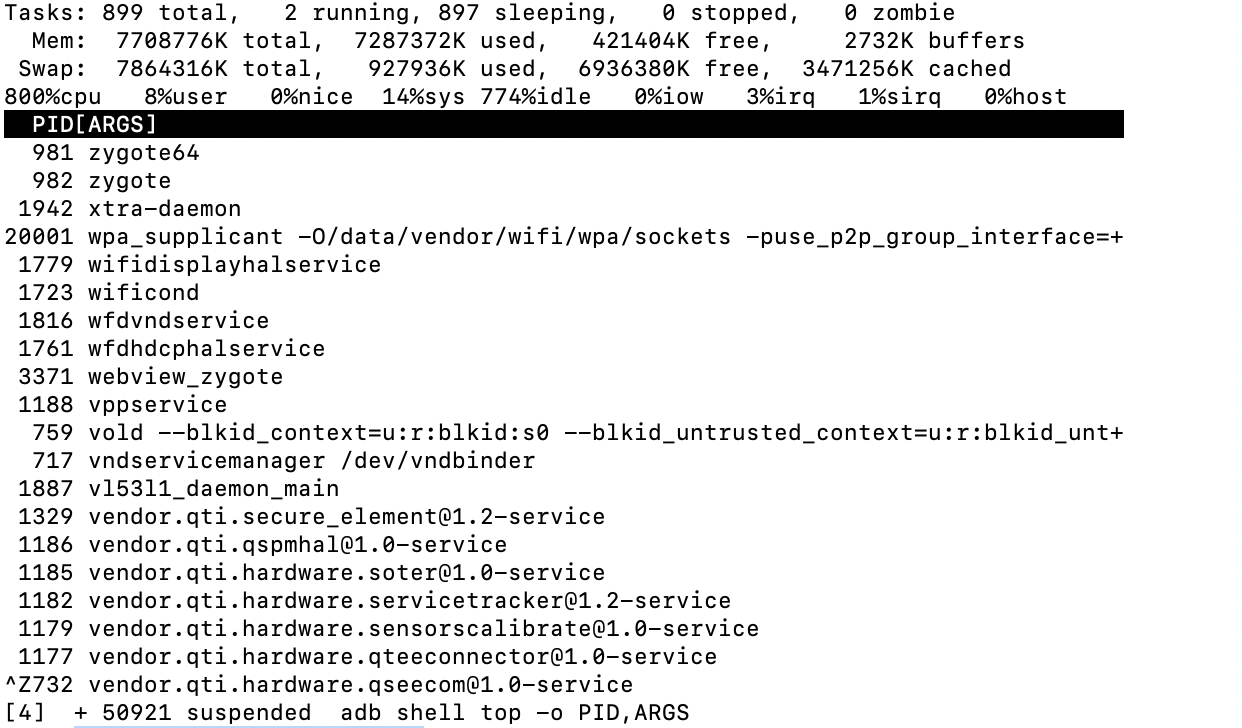 Tasks: 899 total,   2 running, 897 sleeping,   0 stopped,   0 zombie
  Mem:  7708776K total,  7287372K used,   421404K free,     2732K buffers
 Swap:  7864316K total,   927936K used,  6936380K free,  3471256K cached
800%cpu   8%user   0%nice  14%sys 774%idle   0%iow   3%irq   1%sirq   0%host
  PID[ARGS]
  981 zygote64
  982 zygote
 1942 xtra-daemon
20001 wpa_supplicant -O/data/vendor/wifi/wpa/sockets -puse_p2p_group_interface=+
 1779 wifidisplayhalservice
 1723 wificond
 1816 wfdvndservice
 1761 wfdhdcphalservice
 3371 webview_zygote
 1188 vppservice
  759 vold --blkid_context=u:r:blkid:s0 --blkid_untrusted_context=u:r:blkid_unt+
  717 vndservicemanager /dev/vndbinder
 1887 vl53l1_daemon_main
 1329 vendor.qti.secure_element@1.2-service
 1186 vendor.qti.qspmhal@1.0-service
 1185 vendor.qti.hardware.soter@1.0-service
 1182 vendor.qti.hardware.servicetracker@1.2-service
 1179 vendor.qti.hardware.sensorscalibrate@1.0-service
 1177 vendor.qti.hardware.qteeconnector@1.0-service
^Z732 vendor.qti.hardware.qseecom@1.0-service
[4]  + 50921 suspended  adb shell top -o PID,ARGS